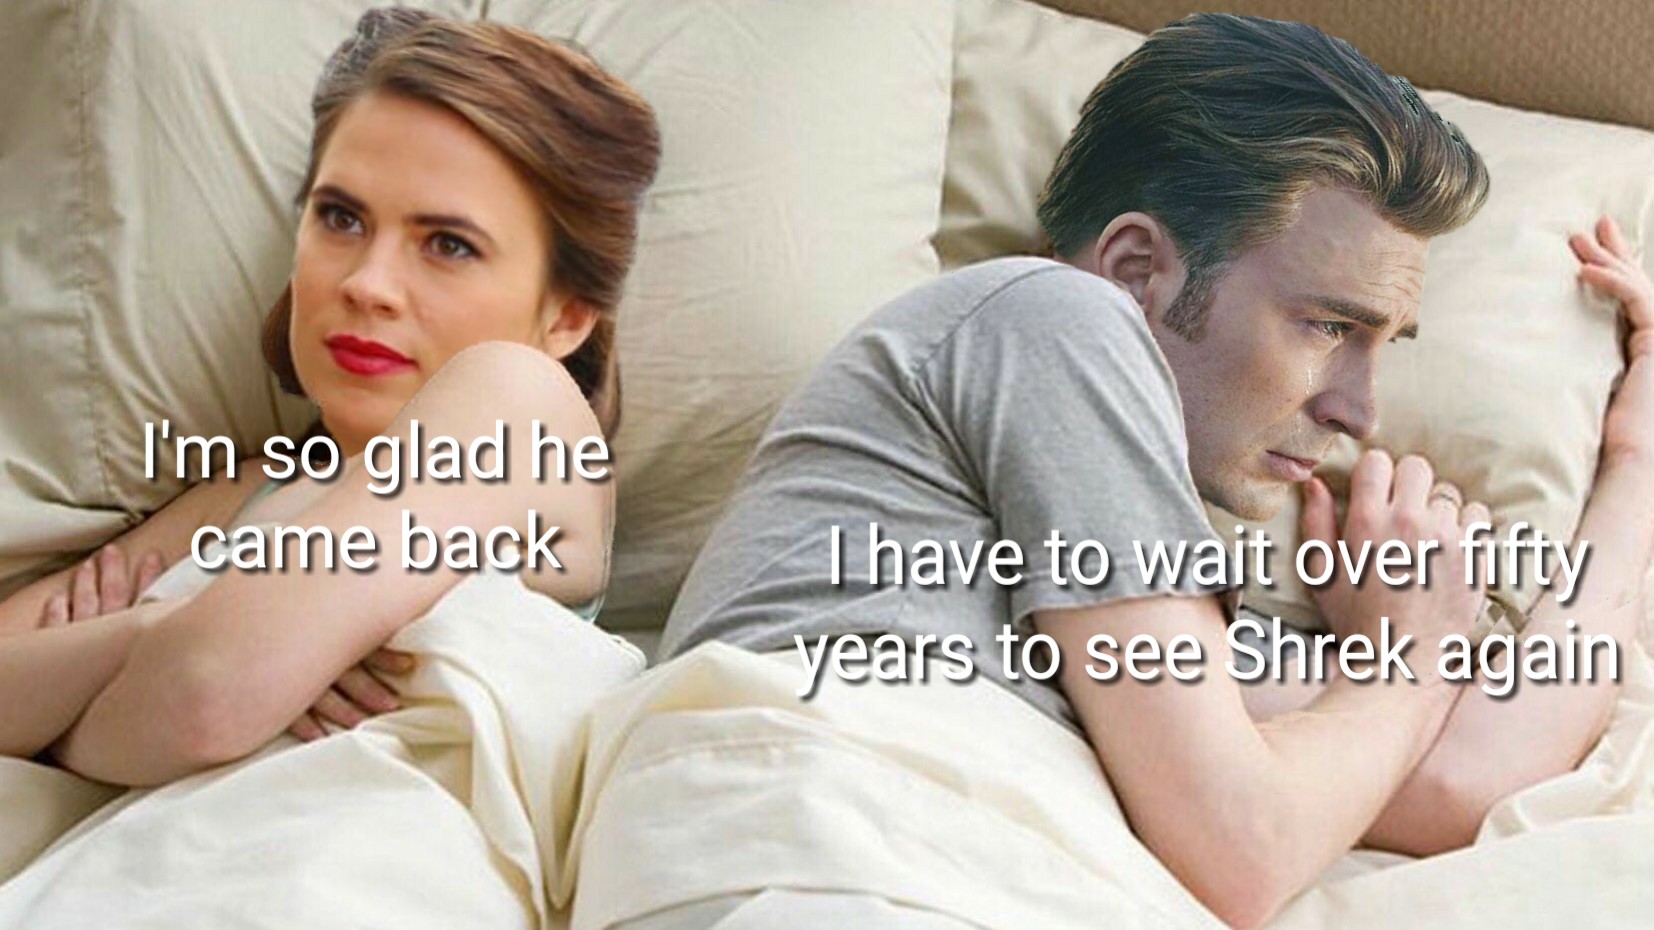 I'm so glad he
came back
I have to wait over fifty
years to see Shrek again